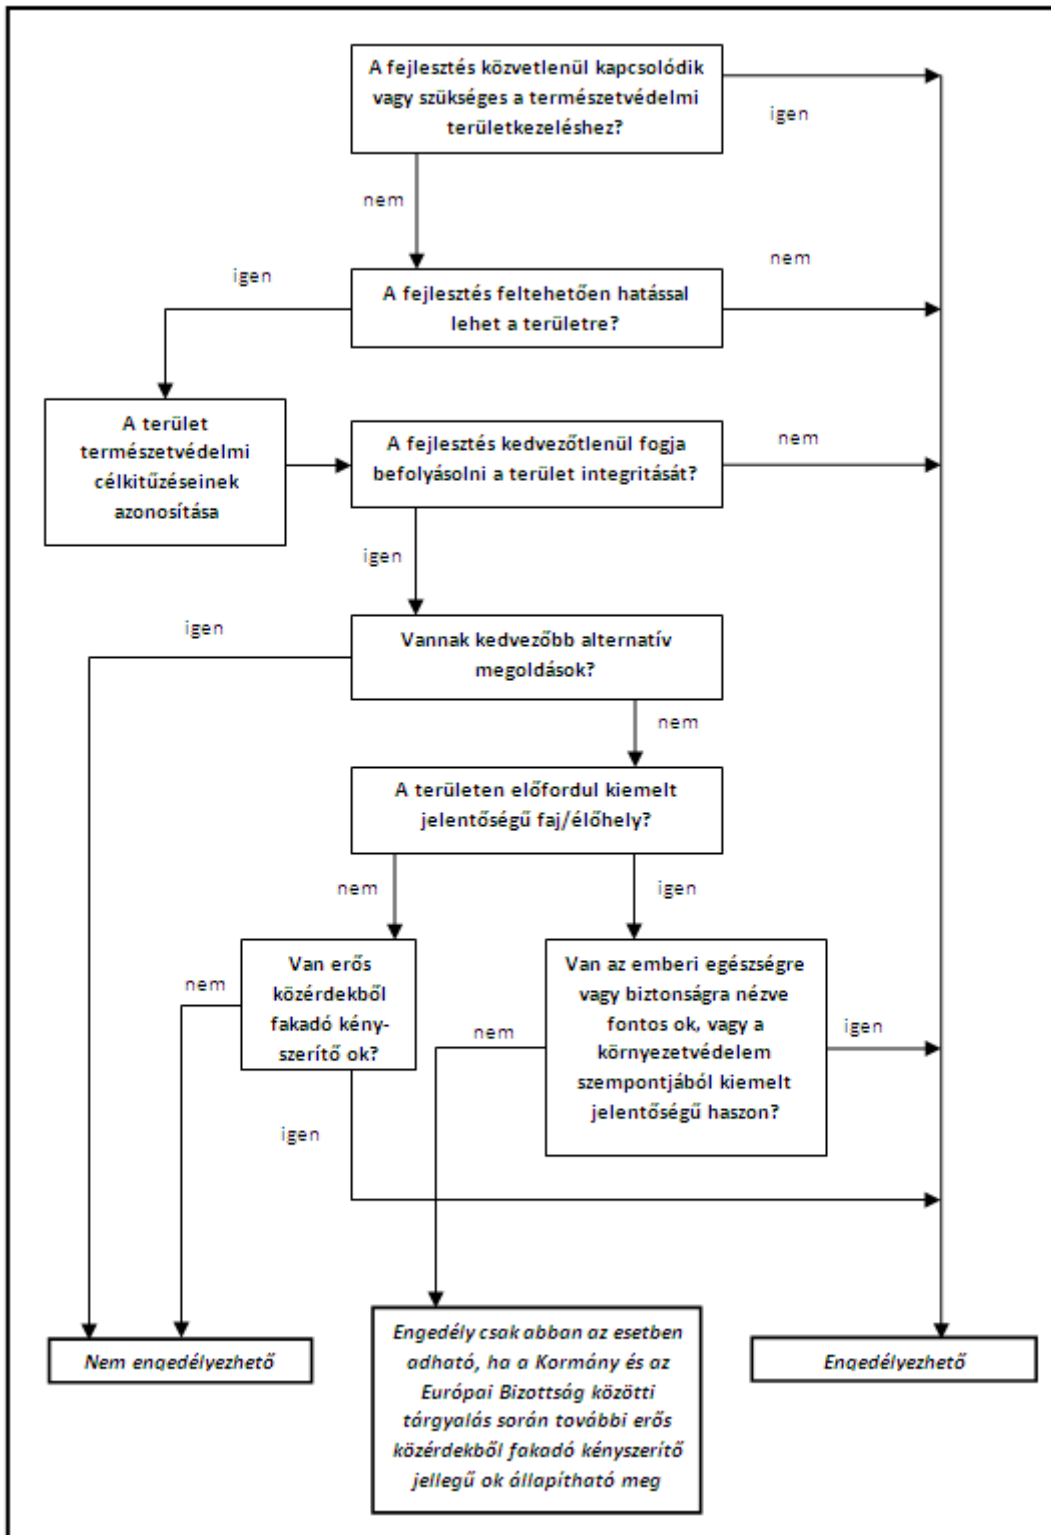 A fejlesztés közvetlenül kapcsolódik
vagy szükséges a természetvédelmi
területkezeléshez?
igen
nem
igen
nem
A fejlesztés feltehetően hatással
lehet a területre?
A terület
természetvédelmi
célkitűzéseinek
azonosítása
A fejlesztés kedvezőtlenül fogja
befolyásolni a terület integritását?
nem
igen
igen
Vannak kedvezőbb alternatív
megoldások?
nem
A területen előfordul kiemelt
jelentőségű faj/élőhely?
nem
igen
Van erős
közérdekből
fakadó kény-
szerítő ok?
nem
igen
Van az emberi egészségre
vagy biztonságra nézve
fontos ok, vagy a
környezetvédelem
szempontjából kiemelt
jelentőségű haszon?
nem
igen
Nem engedélyezhető
Engedély csak abban az esetben
adható, ha a Kormány és az
Európai Bizottság közötti
tárgyalás során további erős
közérdekből fakadó kényszerítő
jellegű ok állapítható meg
Engedélyezhető